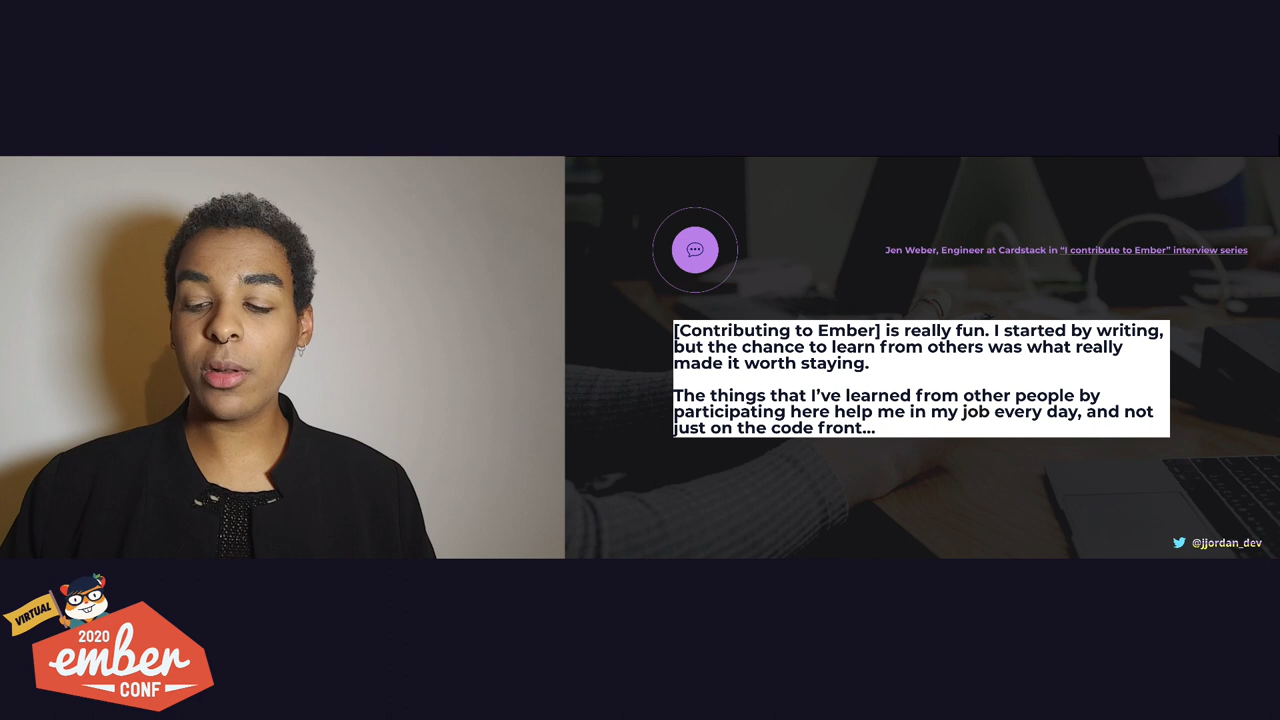 Jen Weber, Engineer at Cardstack in “I contribute to Ember” interview series
[Contributing to Ember] is really fun. I started by writing,
but the chance to learn from others was what really
made it worth staying.
The things that I’ve learned from other people by
participating here help me in my job every day, and not
just on the code front...
@jjordan_dev
VIRTUAL
2020
ember
CONF